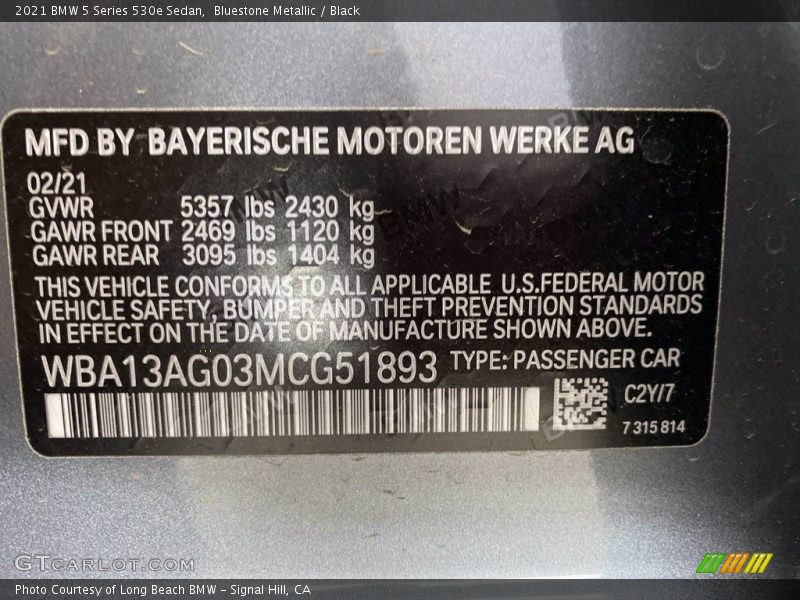 2021 BMW 5 Series 530e Sedan, Bluestone Metallic / Black
MFD BY BAYERISCHE MOTOREN WERKE AG
02/21
GVWR 5357 lbs 2430 kg
GAWR FRONT 2469 lbs 1120 kg
GAWR REAR 3095 lbs 1404 kg
THIS VEHICLE CONFORMS TO ALL APPLICABLE U.S.FEDERAL MOTOR
VEHICLE SAFETY, BUMPER AND THEFT PREVENTION STANDARDS
IN EFFECT ON THE DATE OF MANUFACTURE SHOWN ABOVE.
WBA13AG03MCG51893 TYPE: PASSENGER CAR
C2Y/7
7 315 814
GTCARLOT.COM
Photo Courtesy of Long Beach BMW - Signal Hill, CA